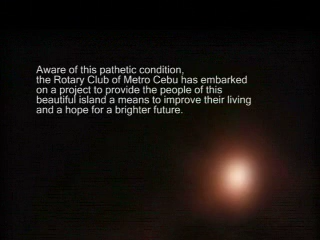 Aware of this pathetic condition,
the Rotary Club of Metro Cebu has embarked
on a project to provide the people of this
beautiful island a means to improve their living
and a hope for a brighter future.